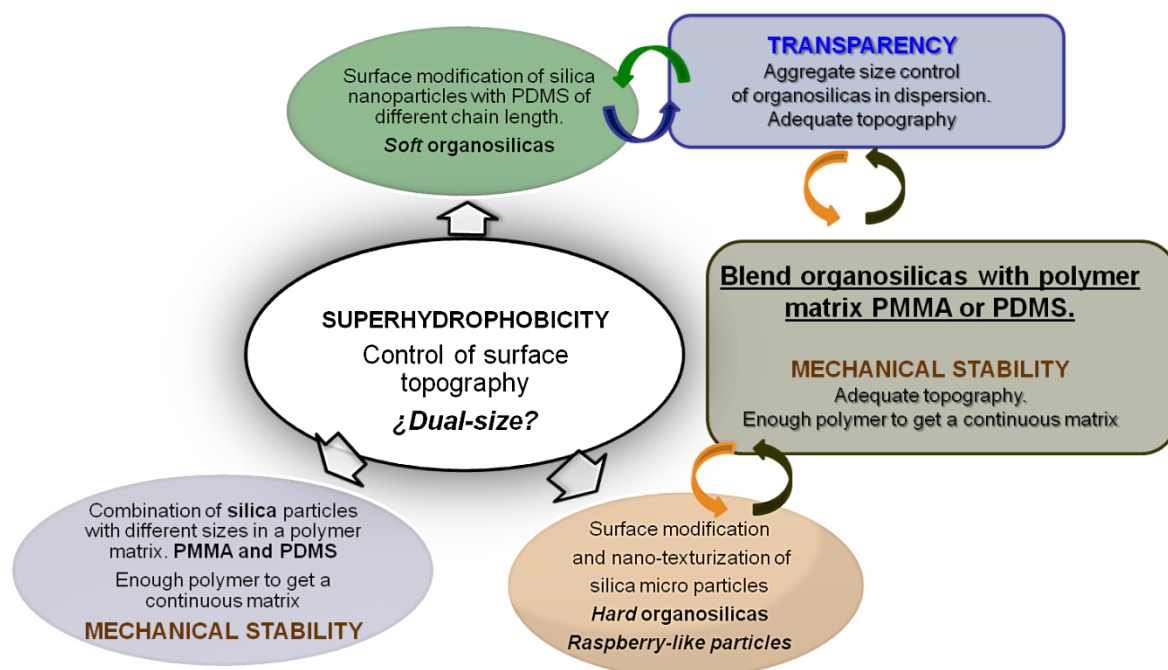 Surface modification of silica
nanoparticles with PDMS of
different chain length.
Soft organosilicas
TRANSPARENCY
Aggregate size control
of organosilicas in dispersion.
Adequate topography
Blend organosilicas with polymer
matrix PMMA or PDMS.
MECHANICAL STABILITY
Adequate topography.
Enough polymer to get a continuous matrix
SUPERHYDROPHOBICITY
Control of surface
topography
¿Dual-size?
Combination of silica particles
with different sizes in a polymer
matrix. PMMA and PDMS
Enough polymer to get a
continuous matrix
MECHANICAL STABILITY
Surface modification
and nano-texturization of
silica micro particles
Hard organosilicas
Raspberry-like particles